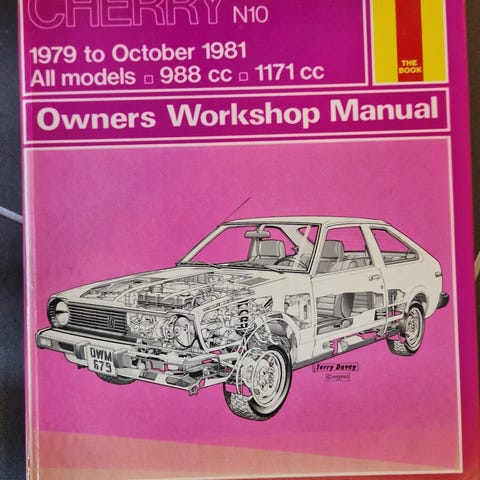 CHERRY N10
1979 to October 1981
All models □ 988 cc □ 1171 cc
THE
BOOK
Owners Workshop Manual
OWM
679
Terry Davey